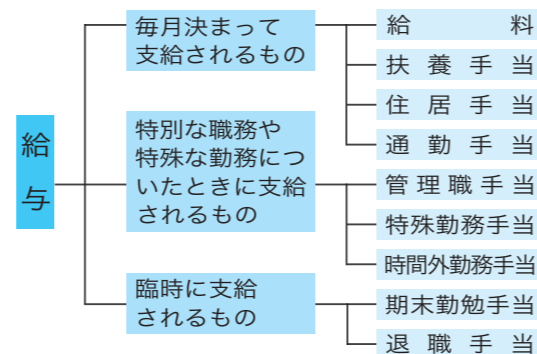 給与
毎月決まって
支給されるもの
給料
扶養手当
住居手当
通勤手当
特別な職務や
特殊な勤務につ
いたときに支給
されるもの
管理職手当
特殊勤務手当
時間外勤務手当
臨時に支給
されるもの
期末勤勉手当
退職手当